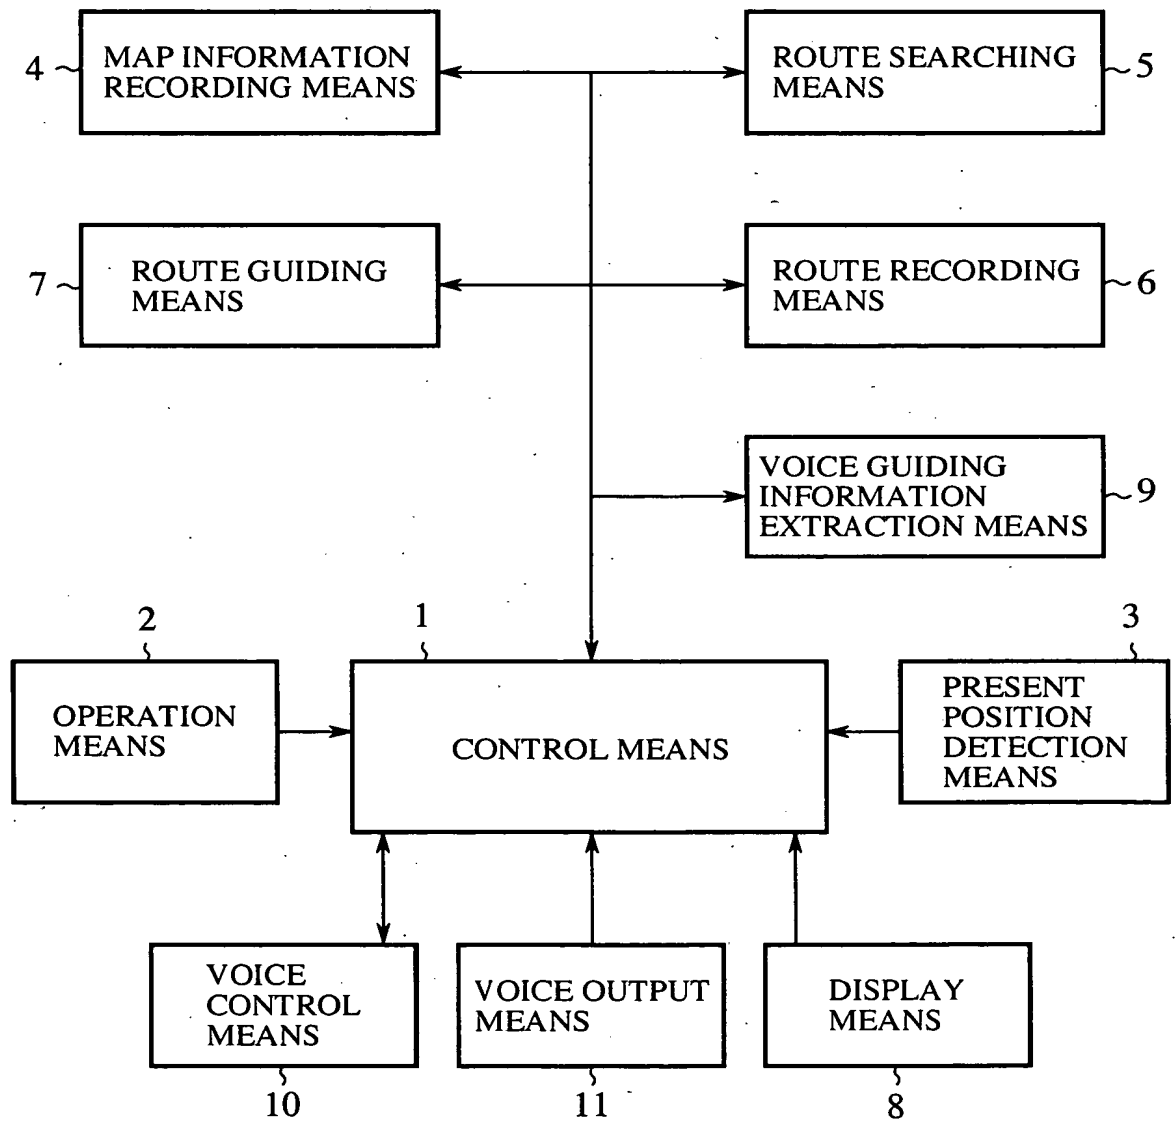 4
MAP INFORMATION
RECORDING MEANS
ROUTE SEARCHING
MEANS
5
7
ROUTE GUIDING
MEANS
ROUTE RECORDING
MEANS
6
VOICE GUIDING
INFORMATION
EXTRACTION MEANS
9
2
1
3
OPERATION
MEANS
CONTROL MEANS
PRESENT
POSITION
DETECTION
MEANS
VOICE
CONTROL
MEANS
VOICE OUTPUT
MEANS
DISPLAY
MEANS
10
11
8